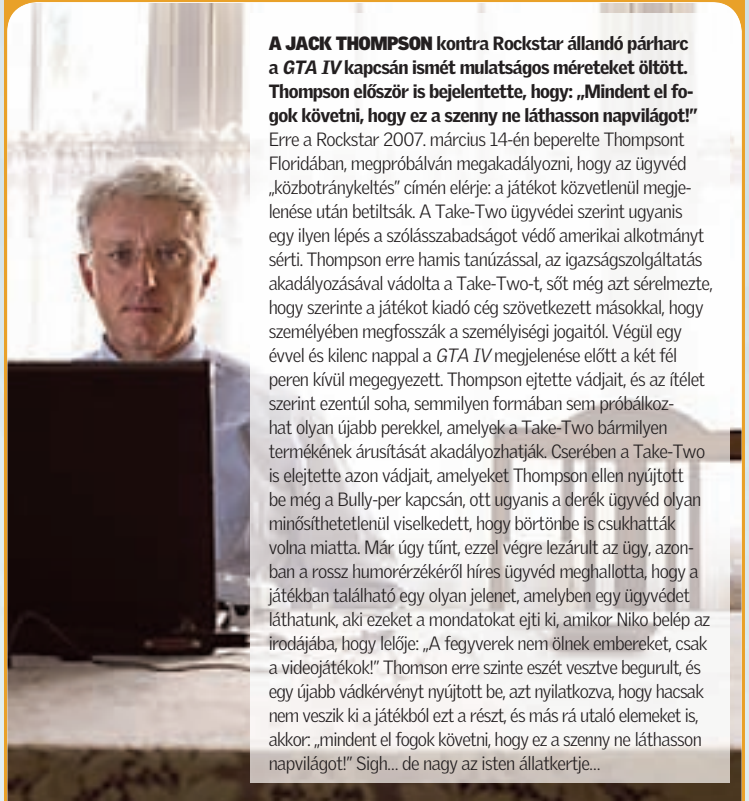 A JACK THOMPSON kontra Rockstar állandó párharc
a GTA IV kapcsán ismét mulatságos méreteket öltött.
Thompson először is bejelentette, hogy: „Mindent el fo-
gok követni, hogy ez a szenny ne láthasson napvilágot!”
Erre a Rockstar 2007. március 14-én beperelte Thompsont
Floridában, megpróbálván megakadályozni, hogy az ügyvéd
„közbotránykeltés” címén elérje: a játékot közvetlenül megje-
lenése után betiltsák. A Take-Two ügyvédei szerint ugyanis
egy ilyen lépés a szólásszabadságot védő amerikai alkotmányt
sérti. Thompson erre hamis tanúzással, az igazságszolgáltatás
akadályozásával vádolta a Take-Two-t, sőt még azt sérelmezte,
hogy szerinte a játékot kiadó cég szövetkezett másokkal, hogy
személyében megfosszák a személyiségi jogaitól. Végül egy
évvel és kilenc nappal a GTA IV megjelenése előtt a két fél
peren kívül megegyezett. Thompson ejtette vádjait, és az ítélet
szerint ezentúl soha, semmilyen formában sem próbálkoz-
hat olyan újabb perekkel, amelyek a Take-Two bármilyen
termékének árusítását akadályozhatják. Cserében a Take-Two
is elejtette azon vádjait, amelyeket Thompson ellen nyújtott
be még a Bully-per kapcsán, ott ugyanis a derék ügyvéd olyan
minősíthetetlenül viselkedett, hogy börtönbe is csukhatták
volna miatta. Már úgy tűnt, ezzel végre lezárult az ügy, azon-
ban a rossz humorérzékéről híres ügyvéd meghallotta, hogy a
játékban található egy olyan jelenet, amelyben egy ügyvédet
láthatunk, aki ezeket a mondatokat ejti ki, amikor Niko belép az
irodájába, hogy lelője: „A fegyverek nem ölnek embereket, csak
a videojátékok!” Thomson erre szinte eszét vesztve begurult, és
egy újabb vádkérvényt nyújtott be, azt nyilatkozva, hogy hacsak
nem veszik ki a játékból ezt a részt, és más rá utaló elemeket is,
akkor: „mindent el fogok követni, hogy ez a szenny ne láthasson
napvilágot!” Sigh... de nagy az isten állatkertje...